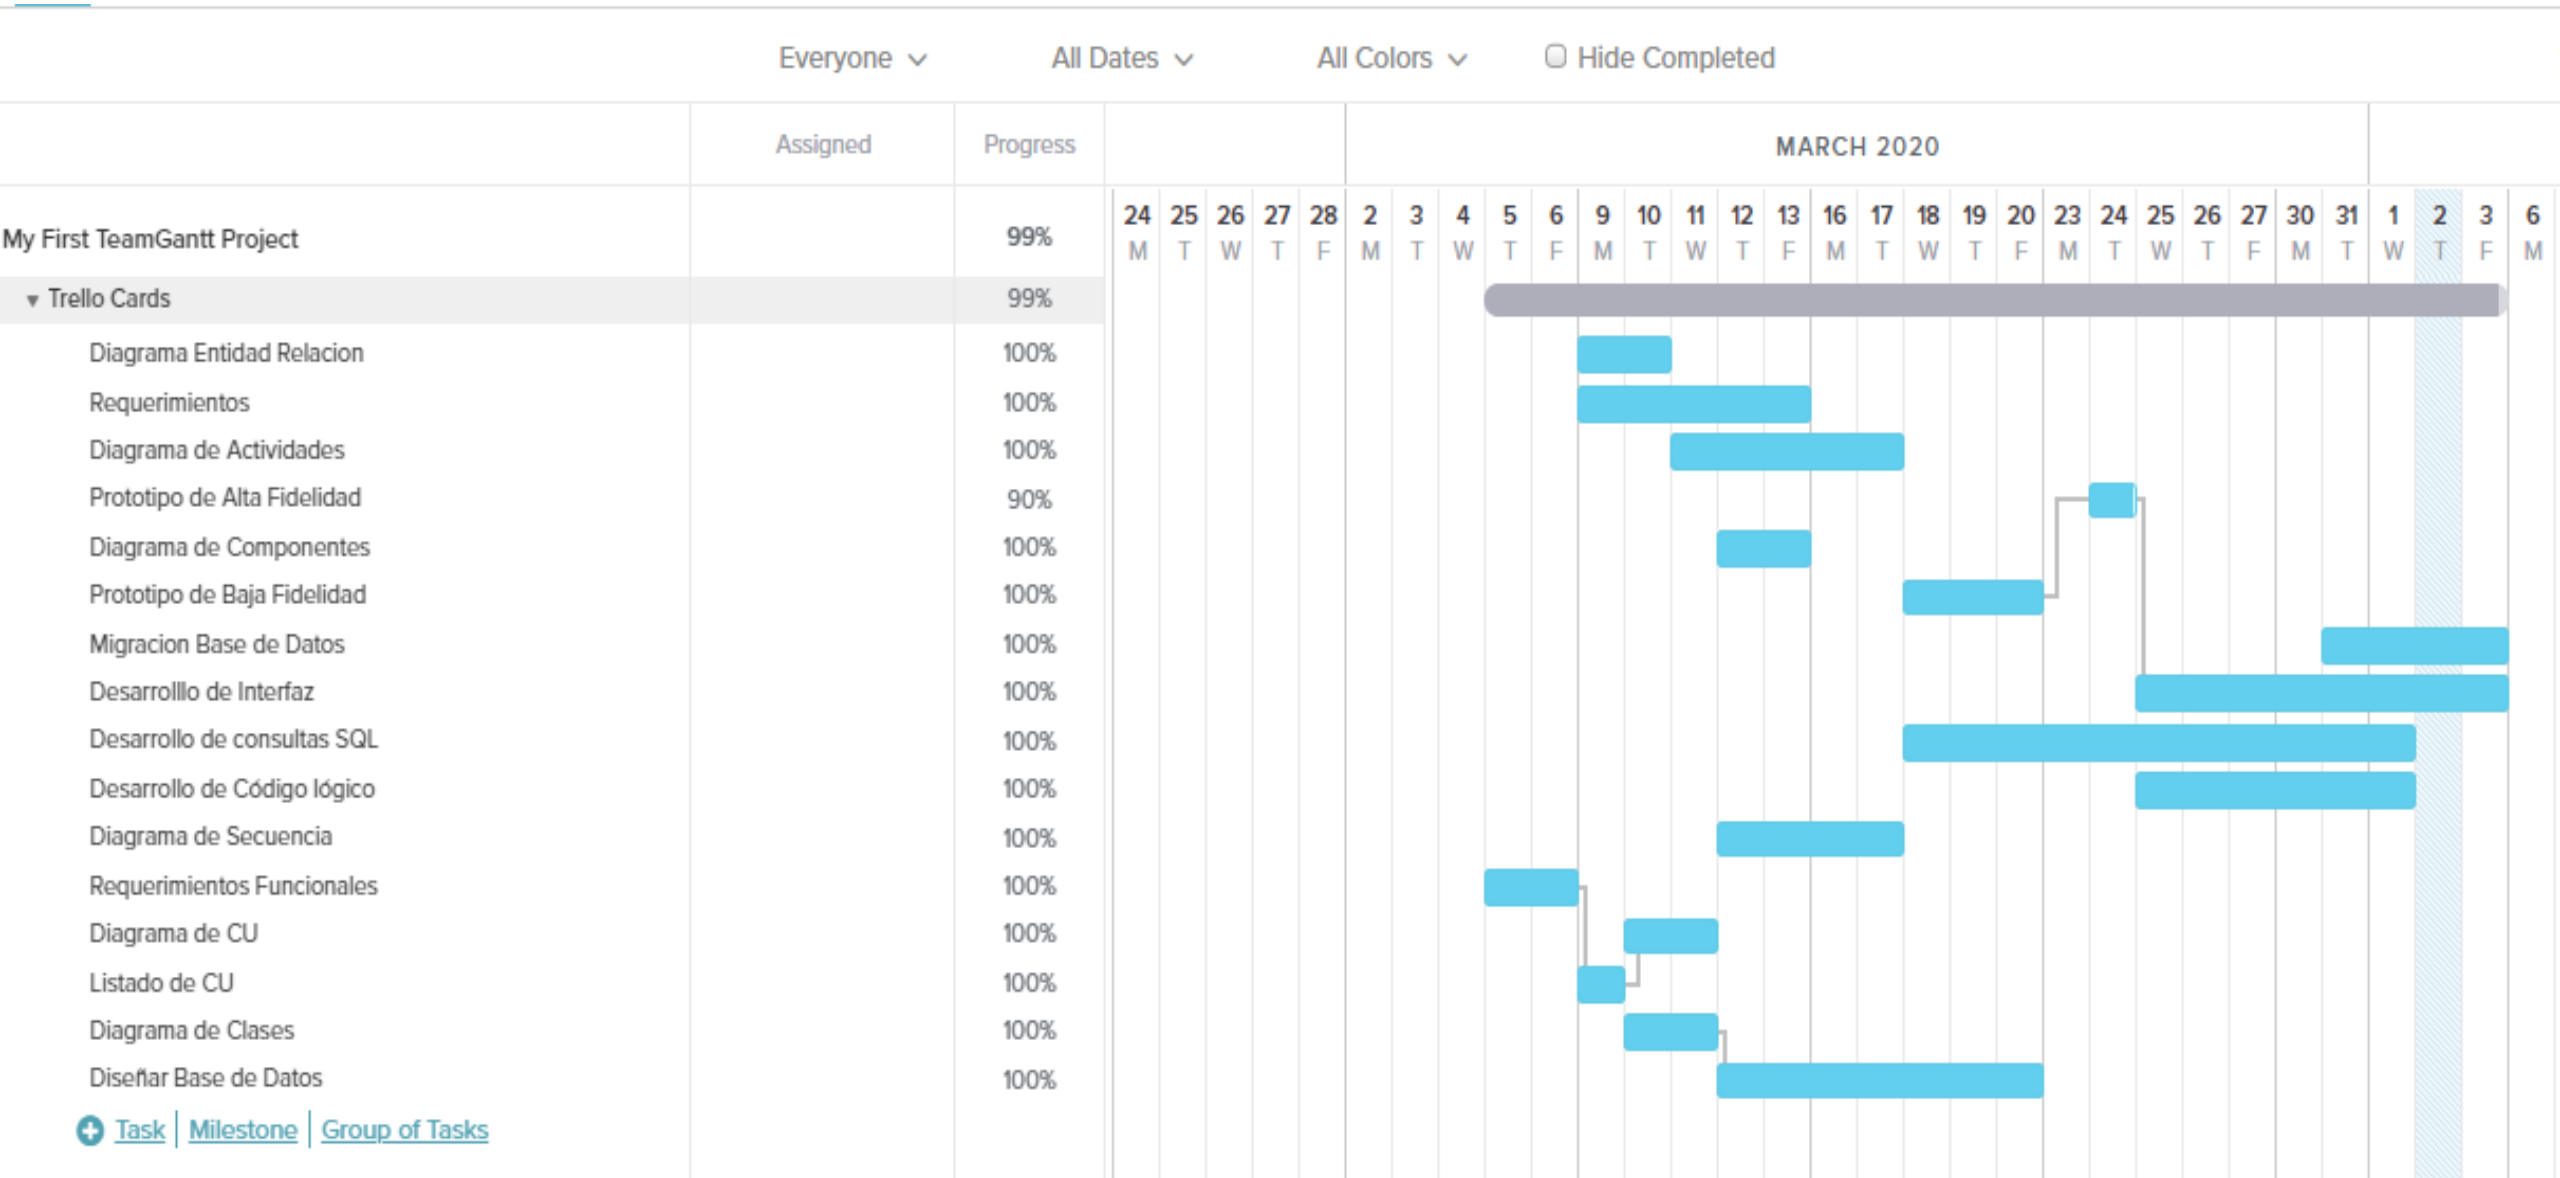 Everyone All Dates All Colors Hide Completed
Assigned Progress MARCH 2020
24 25 26 27 28 2 3 4 5 6 9 10 11 12 13 16 17 18 19 20 23 24 25 26 27 30 31 1 2 3 6
My First TeamGantt Project 99%
M T W T F M T W T F M T W T F M T W T F M T W T F M T W T F M
Trello Cards 99%
Diagrama Entidad Relacion 100%
Requerimientos 100%
Diagrama de Actividades 100%
Prototipo de Alta Fidelidad 90%
Diagrama de Componentes 100%
Prototipo de Baja Fidelidad 100%
Migracion Base de Datos 100%
Desarrolllo de Interfaz 100%
Desarrollo de consultas SQL 100%
Desarrollo de Código lógico 100%
Diagrama de Secuencia 100%
Requerimientos Funcionales 100%
Diagrama de CU 100%
Listado de CU 100%
Diagrama de Clases 100%
Diseñar Base de Datos 100%
Task Milestone Group of Tasks